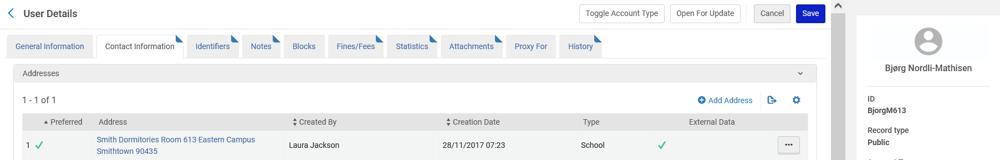 User Details
Toggle Account Type
Open For Update
Cancel
Save
General Information
Contact Information
Identifiers
Notes
Blocks
Fines/Fees
Statistics
Attachments
Proxy For
History
Addresses
1 - 1 of 1
Add Address
Preferred
Address
Created By
Creation Date
Type
External Data
1
Smith Dormitories Room 613 Eastern Campus
Smithtown 90435
Laura Jackson
28/11/2017 07:23
School
Bjørg Nordli-Mathisen
ID
BjorgM613
Record type
Public